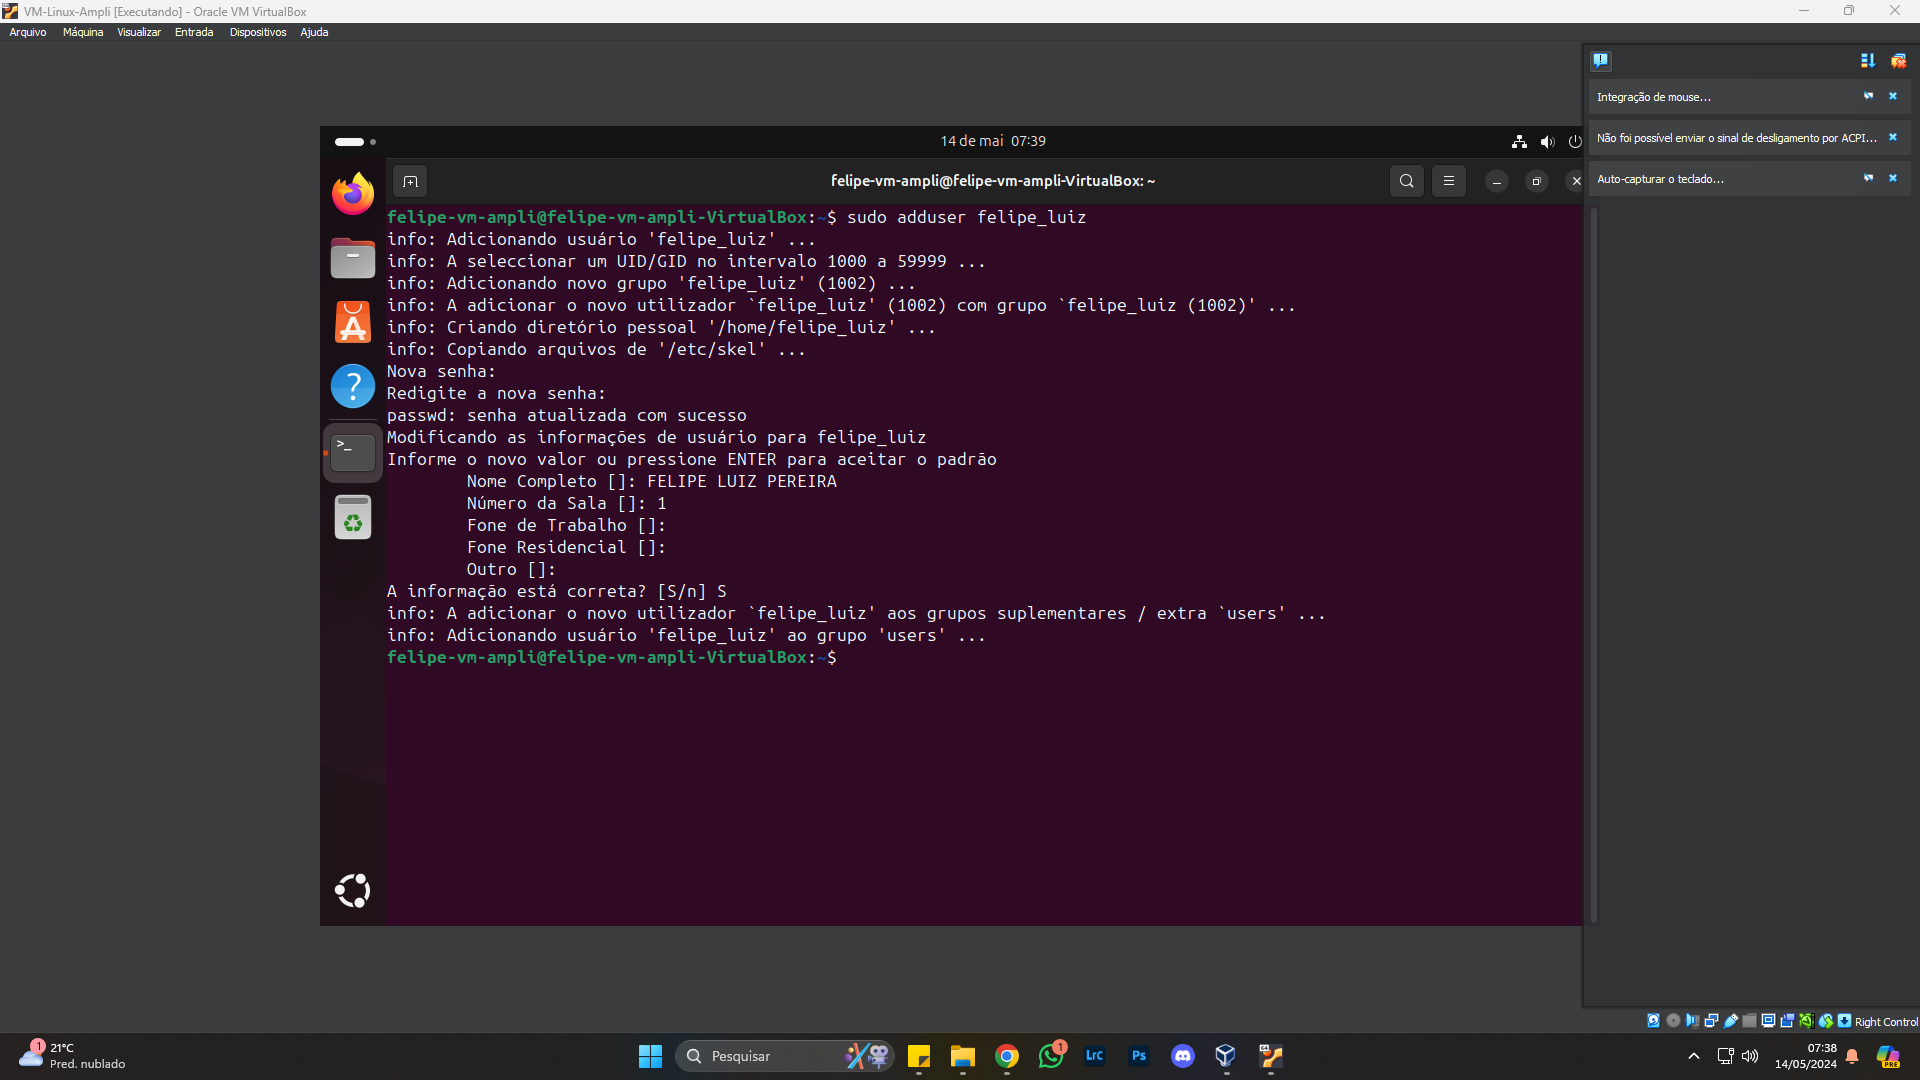 VM-Linux-Ampli [Executando] - Oracle VM VirtualBox
Arquivo Máquina Visualizar Entrada Dispositivos Ajuda
Integração de mouse...
Não foi possível enviar o sinal de desligamento por ACPI...
Auto-capturar o teclado...
14 de mai 07:39
felipe-vm-ampli@felipe-vm-ampli-VirtualBox: ~
felipe-vm-ampli@felipe-vm-ampli-VirtualBox:~$ sudo adduser felipe_luiz
info: Adicionando usuário 'felipe_luiz' ...
info: A seleccionar um UID/GID no intervalo 1000 a 59999 ...
info: Adicionando novo grupo 'felipe_luiz' (1002) ...
info: A adicionar o novo utilizador `felipe_luiz' (1002) com grupo `felipe_luiz (1002)' ...
info: Criando diretório pessoal '/home/felipe_luiz' ...
info: Copiando arquivos de '/etc/skel' ...
Nova senha:
Redigite a nova senha:
passwd: senha atualizada com sucesso
Modificando as informações de usuário para felipe_luiz
Informe o novo valor ou pressione ENTER para aceitar o padrão
Nome Completo []: FELIPE LUIZ PEREIRA
Número da Sala []: 1
Fone de Trabalho []:
Fone Residencial []:
Outro []:
A informação está correta? [S/n] S
info: A adicionar o novo utilizador `felipe_luiz' aos grupos suplementares / extra `users' ...
info: Adicionando usuário 'felipe_luiz' ao grupo 'users' ...
felipe-vm-ampli@felipe-vm-ampli-VirtualBox:~$
Right Control
1
21°C
Pred. nublado
Pesquisar
1
LrC
Ps
07:38
14/05/2024
PRE